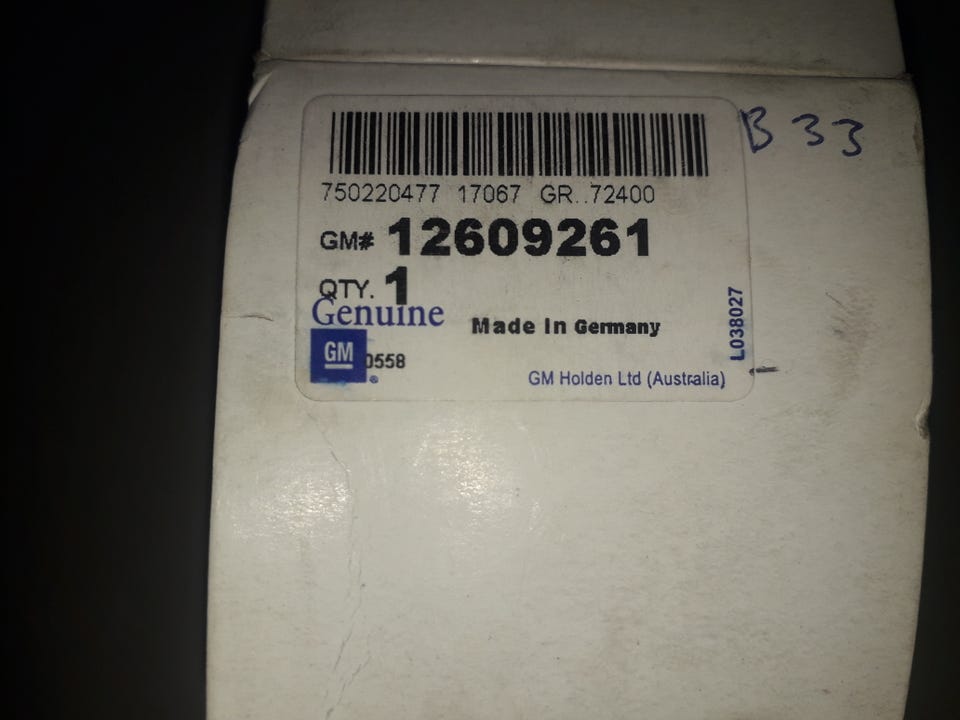 B 33
750220477 17067 GR..72400
GM# 12609261
QTY. 1
Genuine
Made In Germany
L038027
GM
0558
®
GM Holden Ltd (Australia)